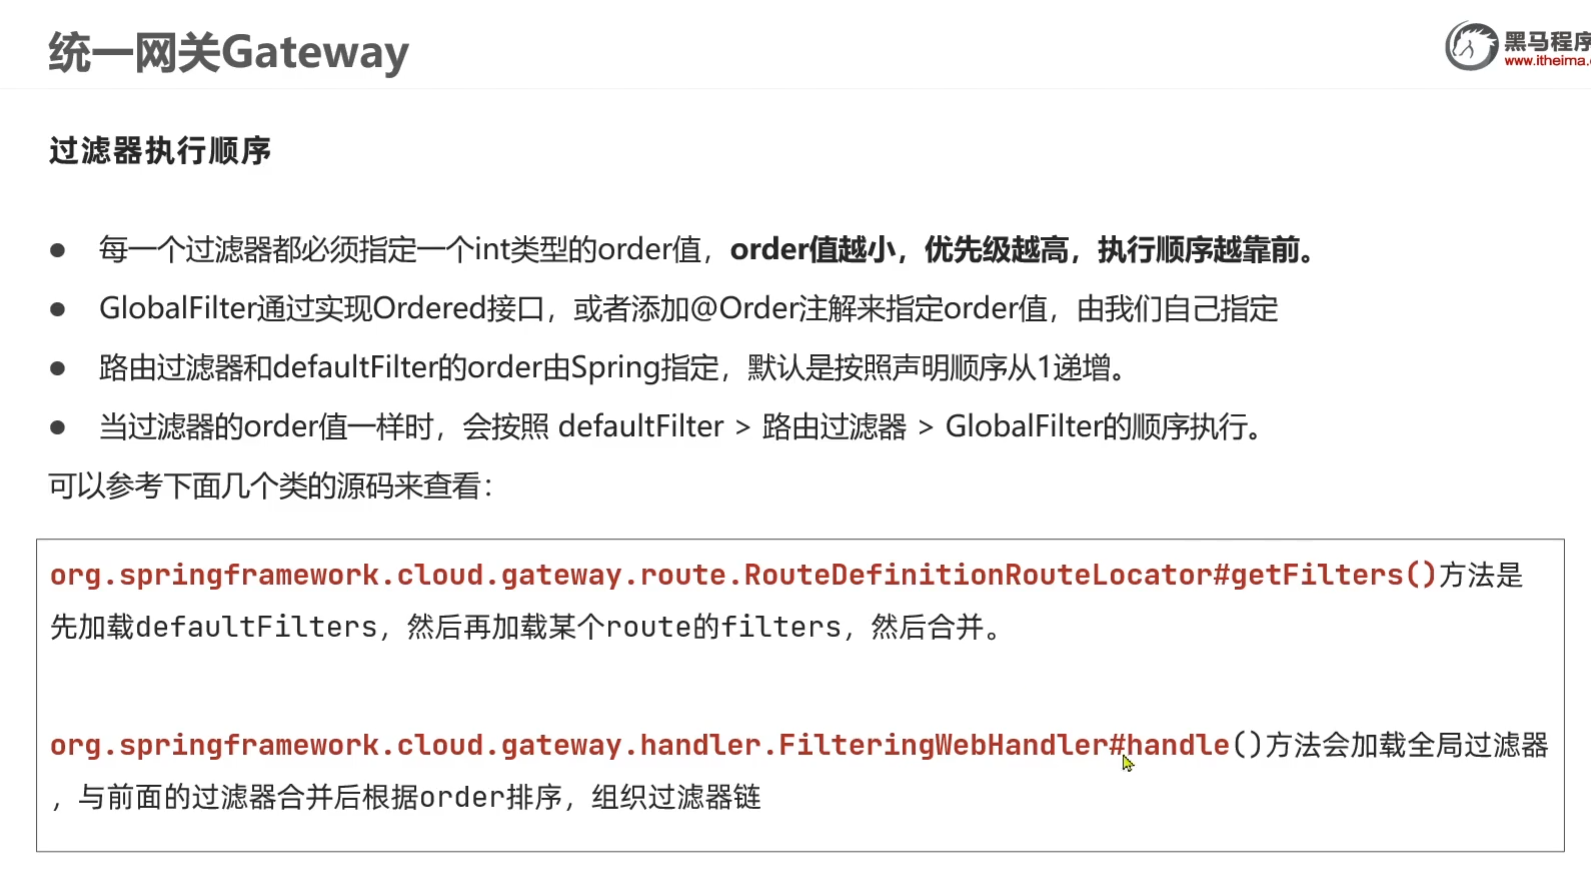 统一网关Gateway
黑马程序
www.itheima.
过滤器执行顺序
● 每一个过滤器都必须指定一个int类型的order值，order值越小，优先级越高，执行顺序越靠前。
● GlobalFilter通过实现Ordered接口，或者添加@Order注解来指定order值，由我们自己指定
● 路由过滤器和defaultFilter的order由Spring指定，默认是按照声明顺序从1递增。
● 当过滤器的order值一样时，会按照 defaultFilter > 路由过滤器 > GlobalFilter的顺序执行。
可以参考下面几个类的源码来查看：
org.springframework.cloud.gateway.route.RouteDefinitionRouteLocator#getFilters()方法是
先加载defaultFilters，然后再加载某个route的filters，然后合并。
org.springframework.cloud.gateway.handler.FilteringWebHandler#handle()方法会加载全局过滤器
，与前面的过滤器合并后根据order排序，组织过滤器链